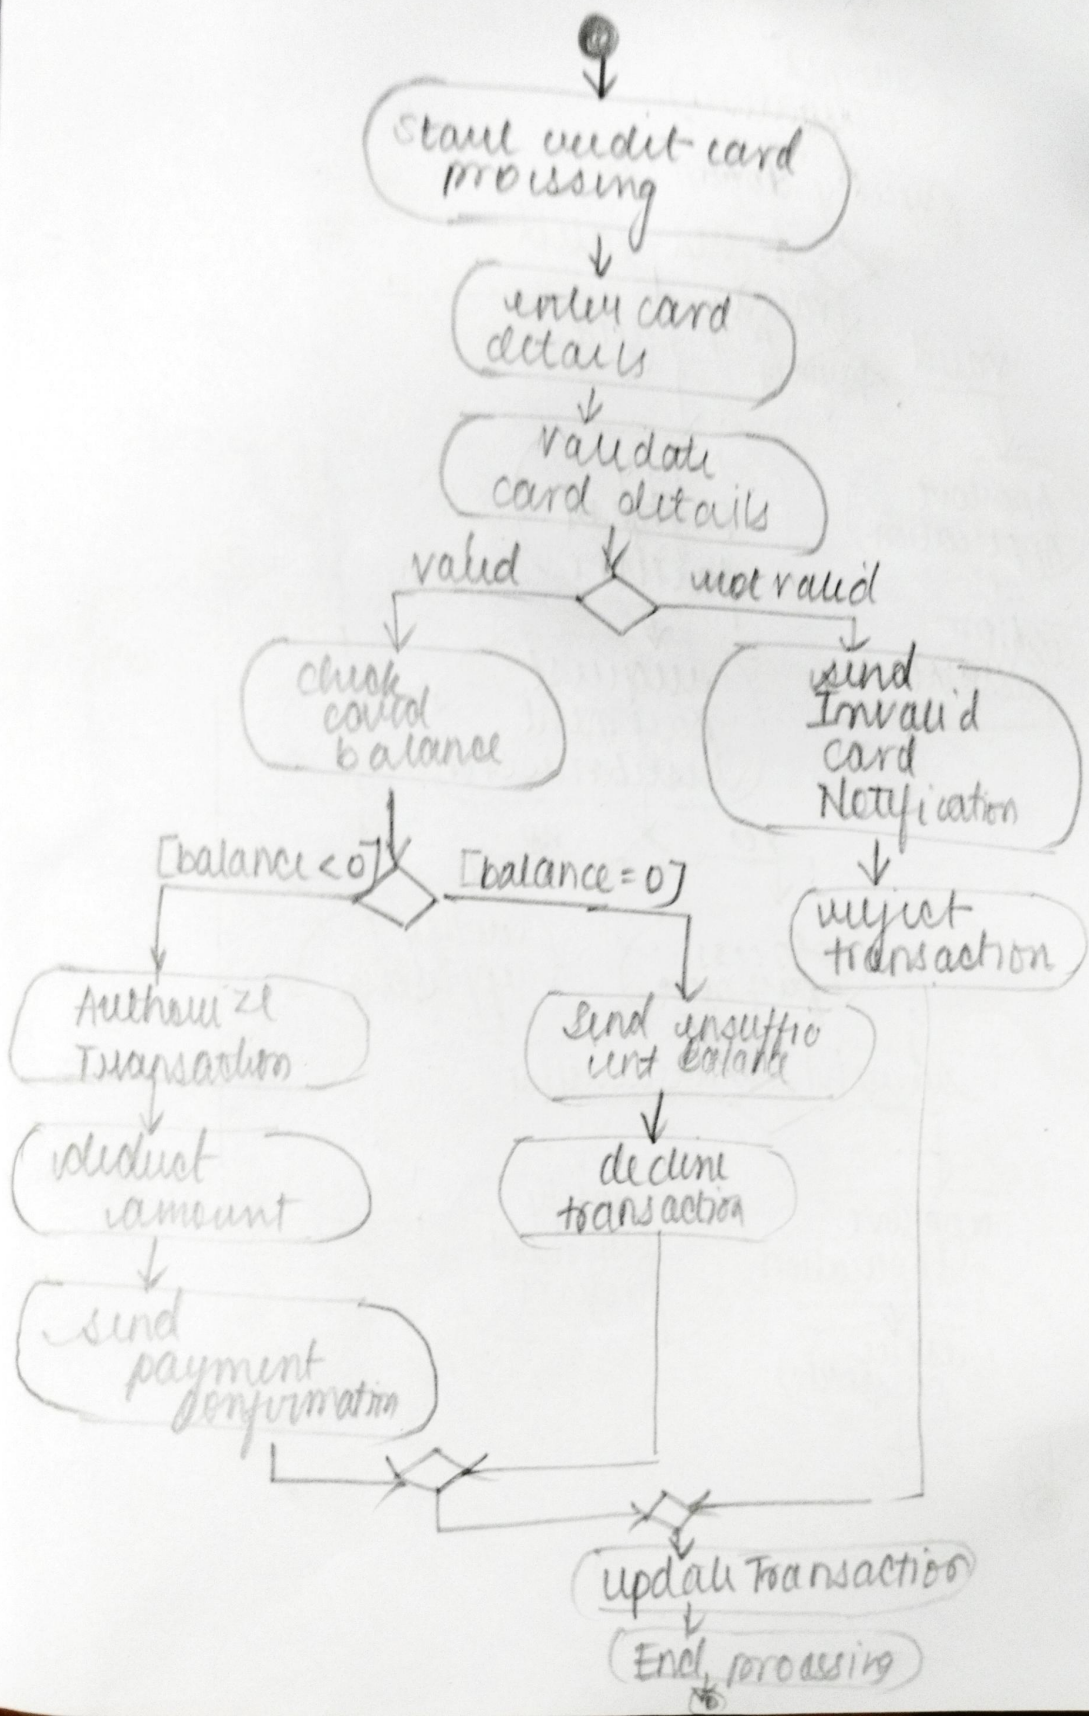 Start credit card
processing
enter card
details
validate
card details
valid
not valid
check
card
balance
send
Invalid
card
Notification
[balance<0]
[balance=0]
reject
transaction
Authorize
Transaction
Send insuffic
ient balance
deduct
amount
decline
transaction
send
payment
confirmation
update Transaction
End processing